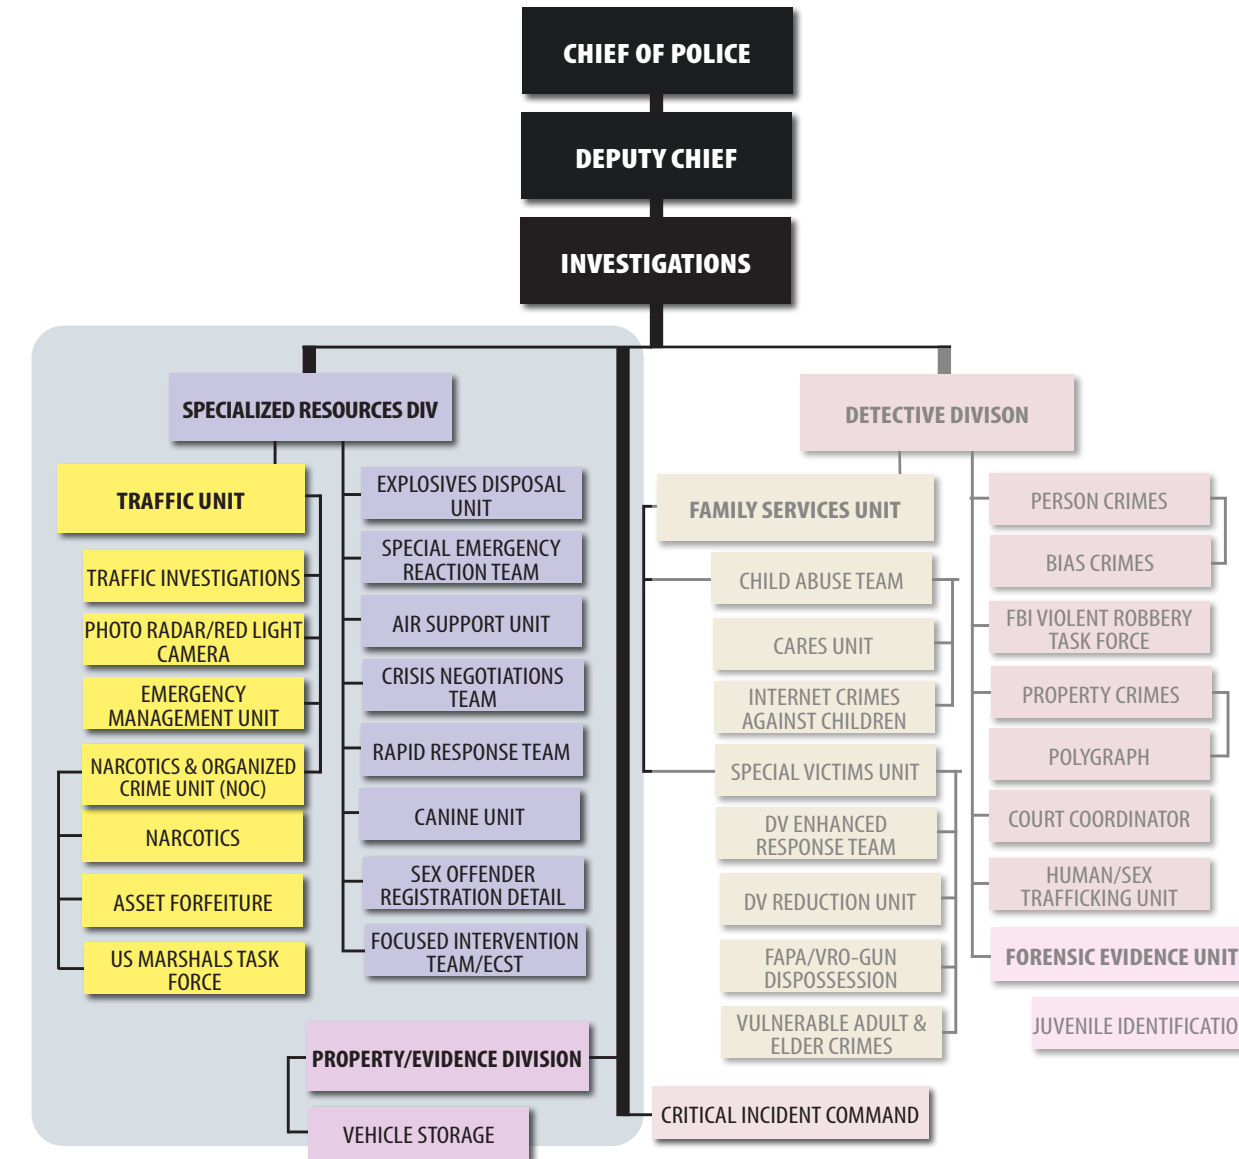 CHIEF OF POLICE
DEPUTY CHIEF
INVESTIGATIONS
SPECIALIZED RESOURCES DIV
TRAFFIC UNIT
TRAFFIC INVESTIGATIONS
PHOTO RADAR/RED LIGHT
CAMERA
EMERGENCY
MANAGEMENT UNIT
NARCOTICS & ORGANIZED
CRIME UNIT (NOC)
NARCOTICS
ASSET FORFEITURE
US MARSHALS TASK
FORCE
EXPLOSIVES DISPOSAL
UNIT
SPECIAL EMERGENCY
REACTION TEAM
AIR SUPPORT UNIT
CRISIS NEGOTIATIONS
TEAM
RAPID RESPONSE TEAM
CANINE UNIT
SEX OFFENDER
REGISTRATION DETAIL
FOCUSED INTERVENTION
TEAM/ECST
PROPERTY/EVIDENCE DIVISION
VEHICLE STORAGE
DETECTIVE DIVISON
FAMILY SERVICES UNIT
CHILD ABUSE TEAM
CARES UNIT
INTERNET CRIMES
AGAINST CHILDREN
SPECIAL VICTIMS UNIT
DV ENHANCED
RESPONSE TEAM
DV REDUCTION UNIT
FAPA/VRO-GUN
DISPOSSESSION
VULNERABLE ADULT &
ELDER CRIMES
PERSON CRIMES
BIAS CRIMES
FBI VIOLENT ROBBERY
TASK FORCE
PROPERTY CRIMES
POLYGRAPH
COURT COORDINATOR
HUMAN/SEX
TRAFFICKING UNIT
FORENSIC EVIDENCE UNIT
JUVENILE IDENTIFICATIO
CRITICAL INCIDENT COMMAND